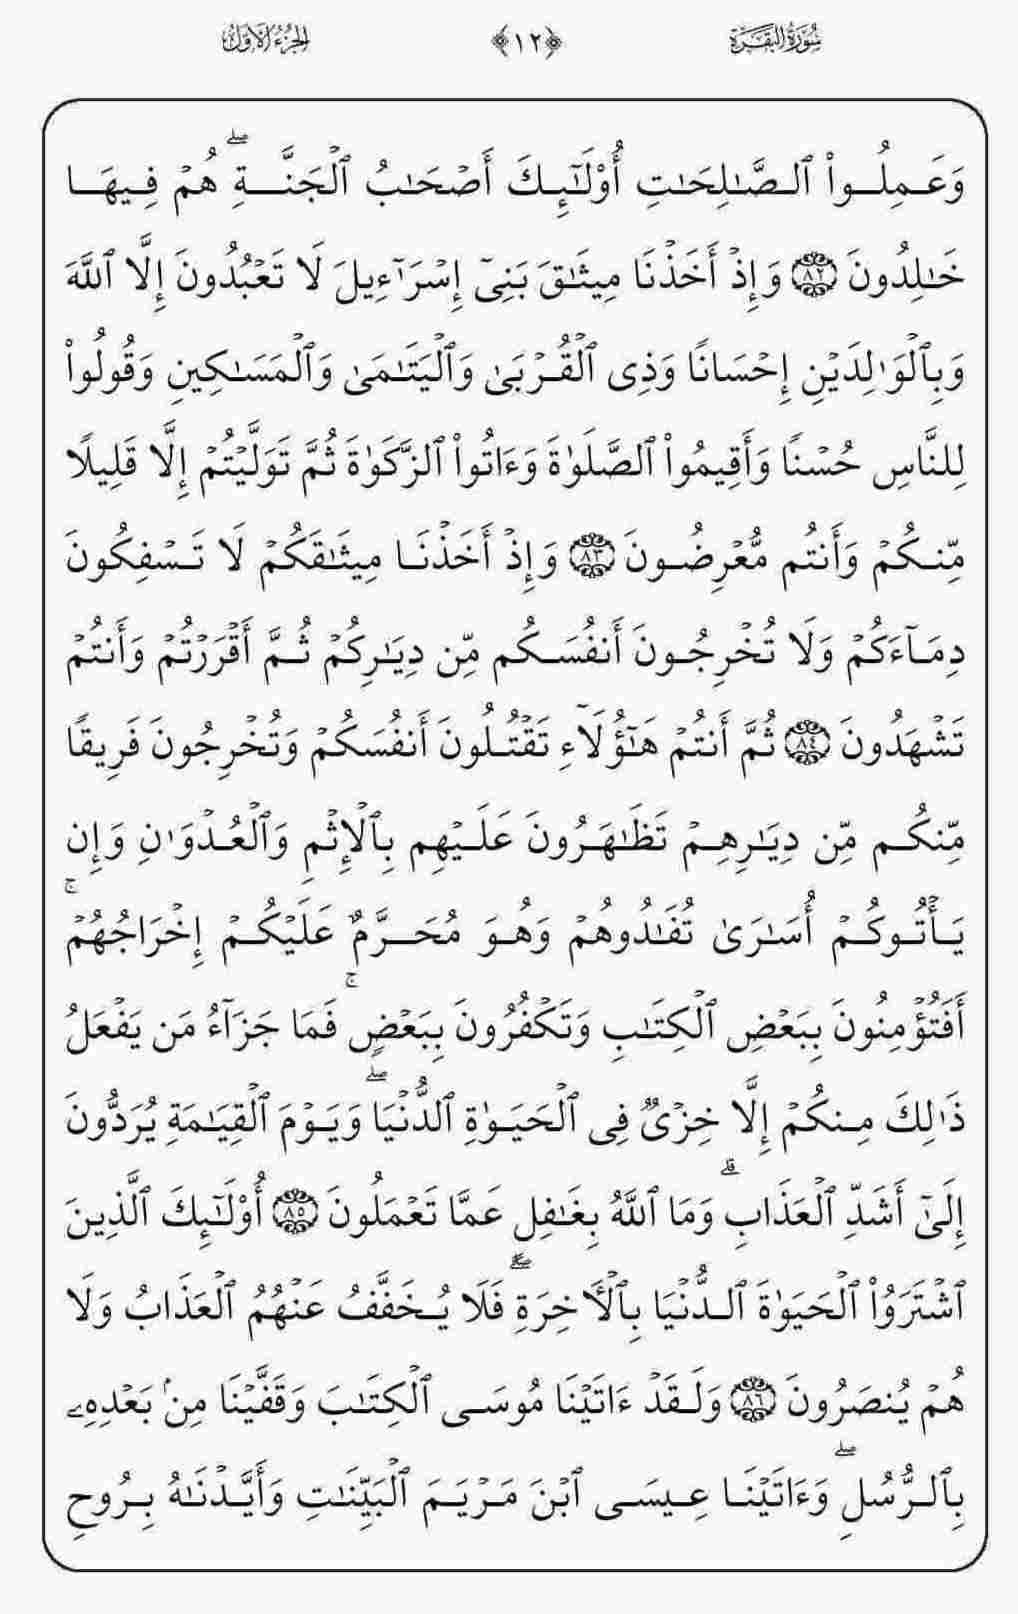 سُورَةُ البَقَرَةِ ﴿١٢﴾ الجُزْءُ الأَوَّلُ
وَعَمِلُوا۟ ٱلصَّـٰلِحَـٰتِ أُو۟لَـٰٓئِكَ أَصۡحَـٰبُ ٱلۡجَنَّةِۖ هُمۡ فِيهَا
خَـٰلِدُونَ ٨٢ وَإِذۡ أَخَذۡنَا مِيثَـٰقَ بَنِىٓ إِسۡرَٰٓءِيلَ لَا تَعۡبُدُونَ إِلَّا ٱللَّهَ
وَبِٱلۡوَٰلِدَيۡنِ إِحۡسَانًا وَذِى ٱلۡقُرۡبَىٰ وَٱلۡيَتَـٰمَىٰ وَٱلۡمَسَـٰكِينِ وَقُولُوا۟
لِلنَّاسِ حُسۡنًا وَأَقِيمُوا۟ ٱلصَّلَوٰةَ وَءَاتُوا۟ ٱلزَّكَوٰةَ ثُمَّ تَوَلَّيۡتُمۡ إِلَّا قَلِيلًا
مِّنكُمۡ وَأَنتُم مُّعۡرِضُونَ ٨٣ وَإِذۡ أَخَذۡنَا مِيثَـٰقَكُمۡ لَا تَسۡفِكُونَ
دِمَآءَكُمۡ وَلَا تُخۡرِجُونَ أَنفُسَكُم مِّن دِيَـٰرِكُمۡ ثُمَّ أَقۡرَرۡتُمۡ وَأَنتُمۡ
تَشۡهَدُونَ ٨٤ ثُمَّ أَنتُمۡ هَـٰٓؤُلَآءِ تَقۡتُلُونَ أَنفُسَكُمۡ وَتُخۡرِجُونَ فَرِيقًا
مِّنكُم مِّن دِيَـٰرِهِمۡ تَظَـٰهَرُونَ عَلَيۡهِم بِٱلۡإِثۡمِ وَٱلۡعُدۡوَٰنِ وَإِن
يَأۡتُوكُمۡ أُسَـٰرَىٰ تُفَـٰدُوهُمۡ وَهُوَ مُحَرَّمٌ عَلَيۡكُمۡ إِخۡرَاجُهُمۡۚ
أَفَتُؤۡمِنُونَ بِبَعۡضِ ٱلۡكِتَـٰبِ وَتَكۡفُرُونَ بِبَعۡضٍۚ فَمَا جَزَآءُ مَن يَفۡعَلُ
ذَٰلِكَ مِنكُمۡ إِلَّا خِزۡىٌ فِى ٱلۡحَيَوٰةِ ٱلدُّنۡيَاۖ وَيَوۡمَ ٱلۡقِيَـٰمَةِ يُرَدُّونَ
إِلَىٰٓ أَشَدِّ ٱلۡعَذَابِۗ وَمَا ٱللَّهُ بِغَـٰفِلٍ عَمَّا تَعۡمَلُونَ ٨٥ أُو۟لَـٰٓئِكَ ٱلَّذِينَ
ٱشۡتَرَوُا۟ ٱلۡحَيَوٰةَ ٱلدُّنۡيَا بِٱلۡأَخِرَةِۖ فَلَا يُخَفَّفُ عَنۡهُمُ ٱلۡعَذَابُ وَلَا
هُمۡ يُنصَرُونَ ٨٦ وَلَقَدۡ ءَاتَيۡنَا مُوسَى ٱلۡكِتَـٰبَ وَقَفَّيۡنَا مِنۢ بَعۡدِهِۦ
بِٱلرُّسُلِۖ وَءَاتَيۡنَا عِيسَى ٱبۡنَ مَرۡيَمَ ٱلۡبَيِّنَـٰتِ وَأَيَّدۡنَـٰهُ بِرُوحِ